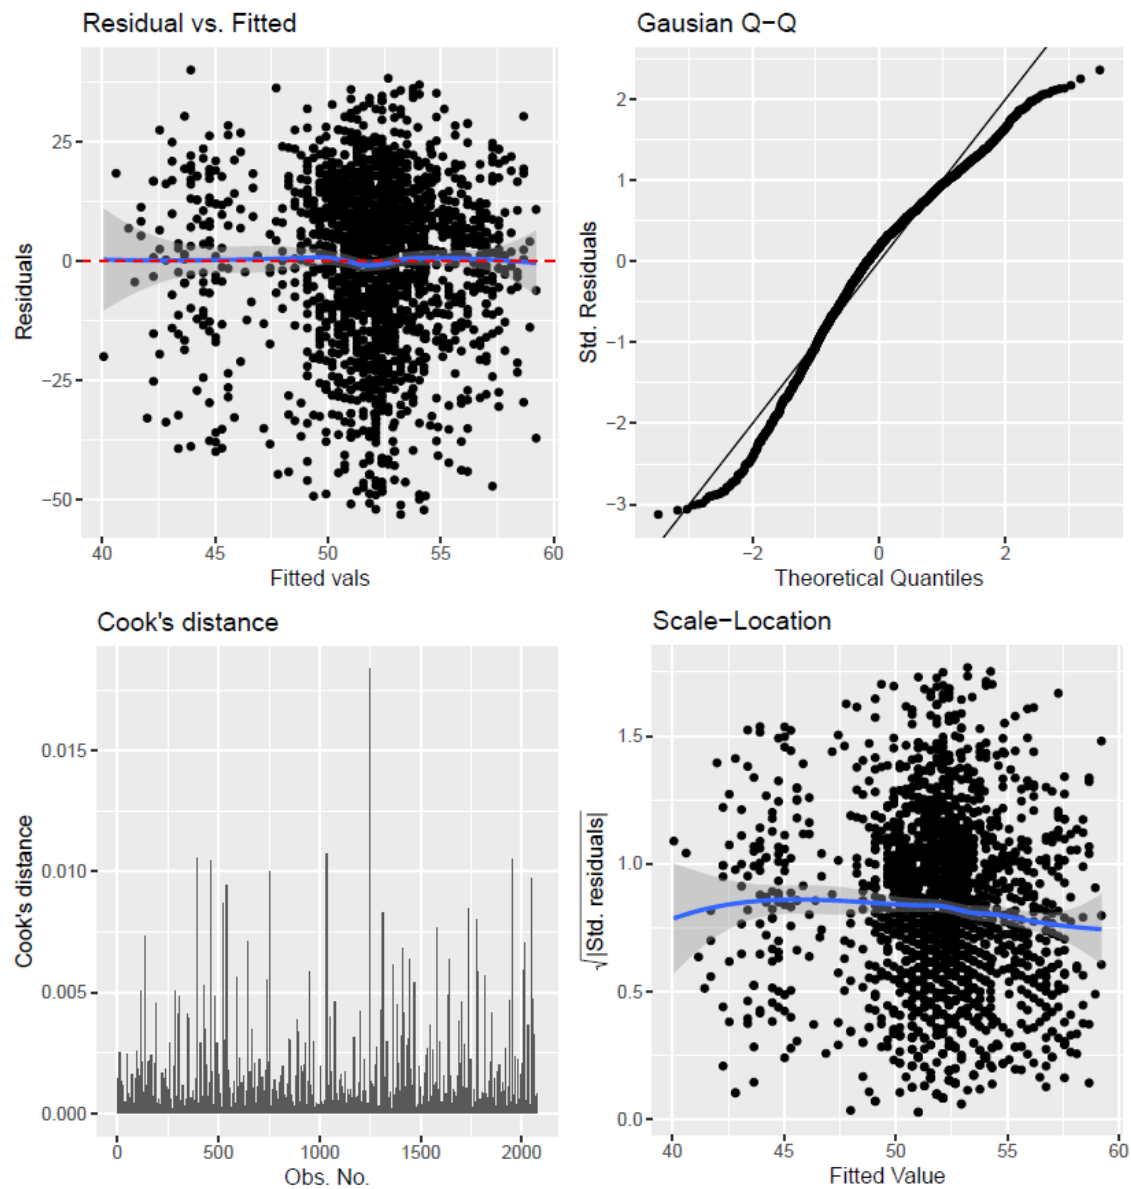 Residual vs. Fitted
Residuals
25
0
−25
−50
40 45 50 55 60
Fitted vals
Gausian Q−Q
Std. Residuals
2
1
0
−1
−2
−3
−2 0 2
Theoretical Quantiles
Cook's distance
Cook's distance
0.015
0.010
0.005
0.000
0 500 1000 1500 2000
Obs. No.
Scale−Location
√|Std. residuals|
1.5
1.0
0.5
0.0
40 45 50 55 60
Fitted Value